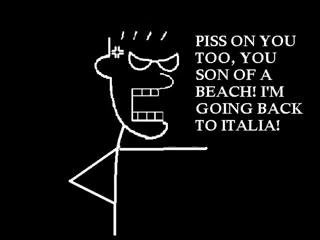 PISS ON YOU
TOO, YOU
SON OF A
BEACH! I'M
GOING BACK
TO ITALIA!